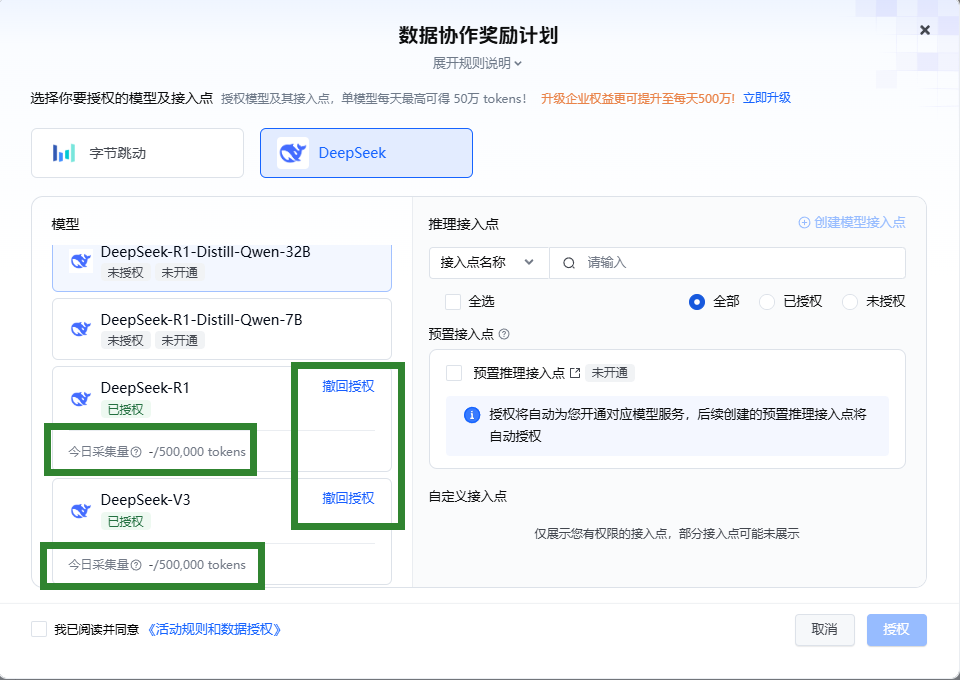 数据协作奖励计划
展开规则说明
选择你要授权的模型及接入点 授权模型及其接入点，单模型每天最高可得 50万 tokens! 升级企业权益更可提升至每天500万! 立即升级
字节跳动
DeepSeek
模型
DeepSeek-R1-Distill-Qwen-32B
未授权 未开通
DeepSeek-R1-Distill-Qwen-7B
未授权 未开通
DeepSeek-R1 撤回授权
已授权
今日采集量 -/500,000 tokens
DeepSeek-V3 撤回授权
已授权
今日采集量 -/500,000 tokens
推理接入点 创建模型接入点
接入点名称 请输入
全选 全部 已授权 未授权
预置接入点
预置推理接入点 未开通
授权将自动为您开通对应模型服务，后续创建的预置推理接入点将
自动授权
自定义接入点
仅展示您有权限的接入点，部分接入点可能未展示
我已阅读并同意 《活动规则和数据授权》
取消 授权